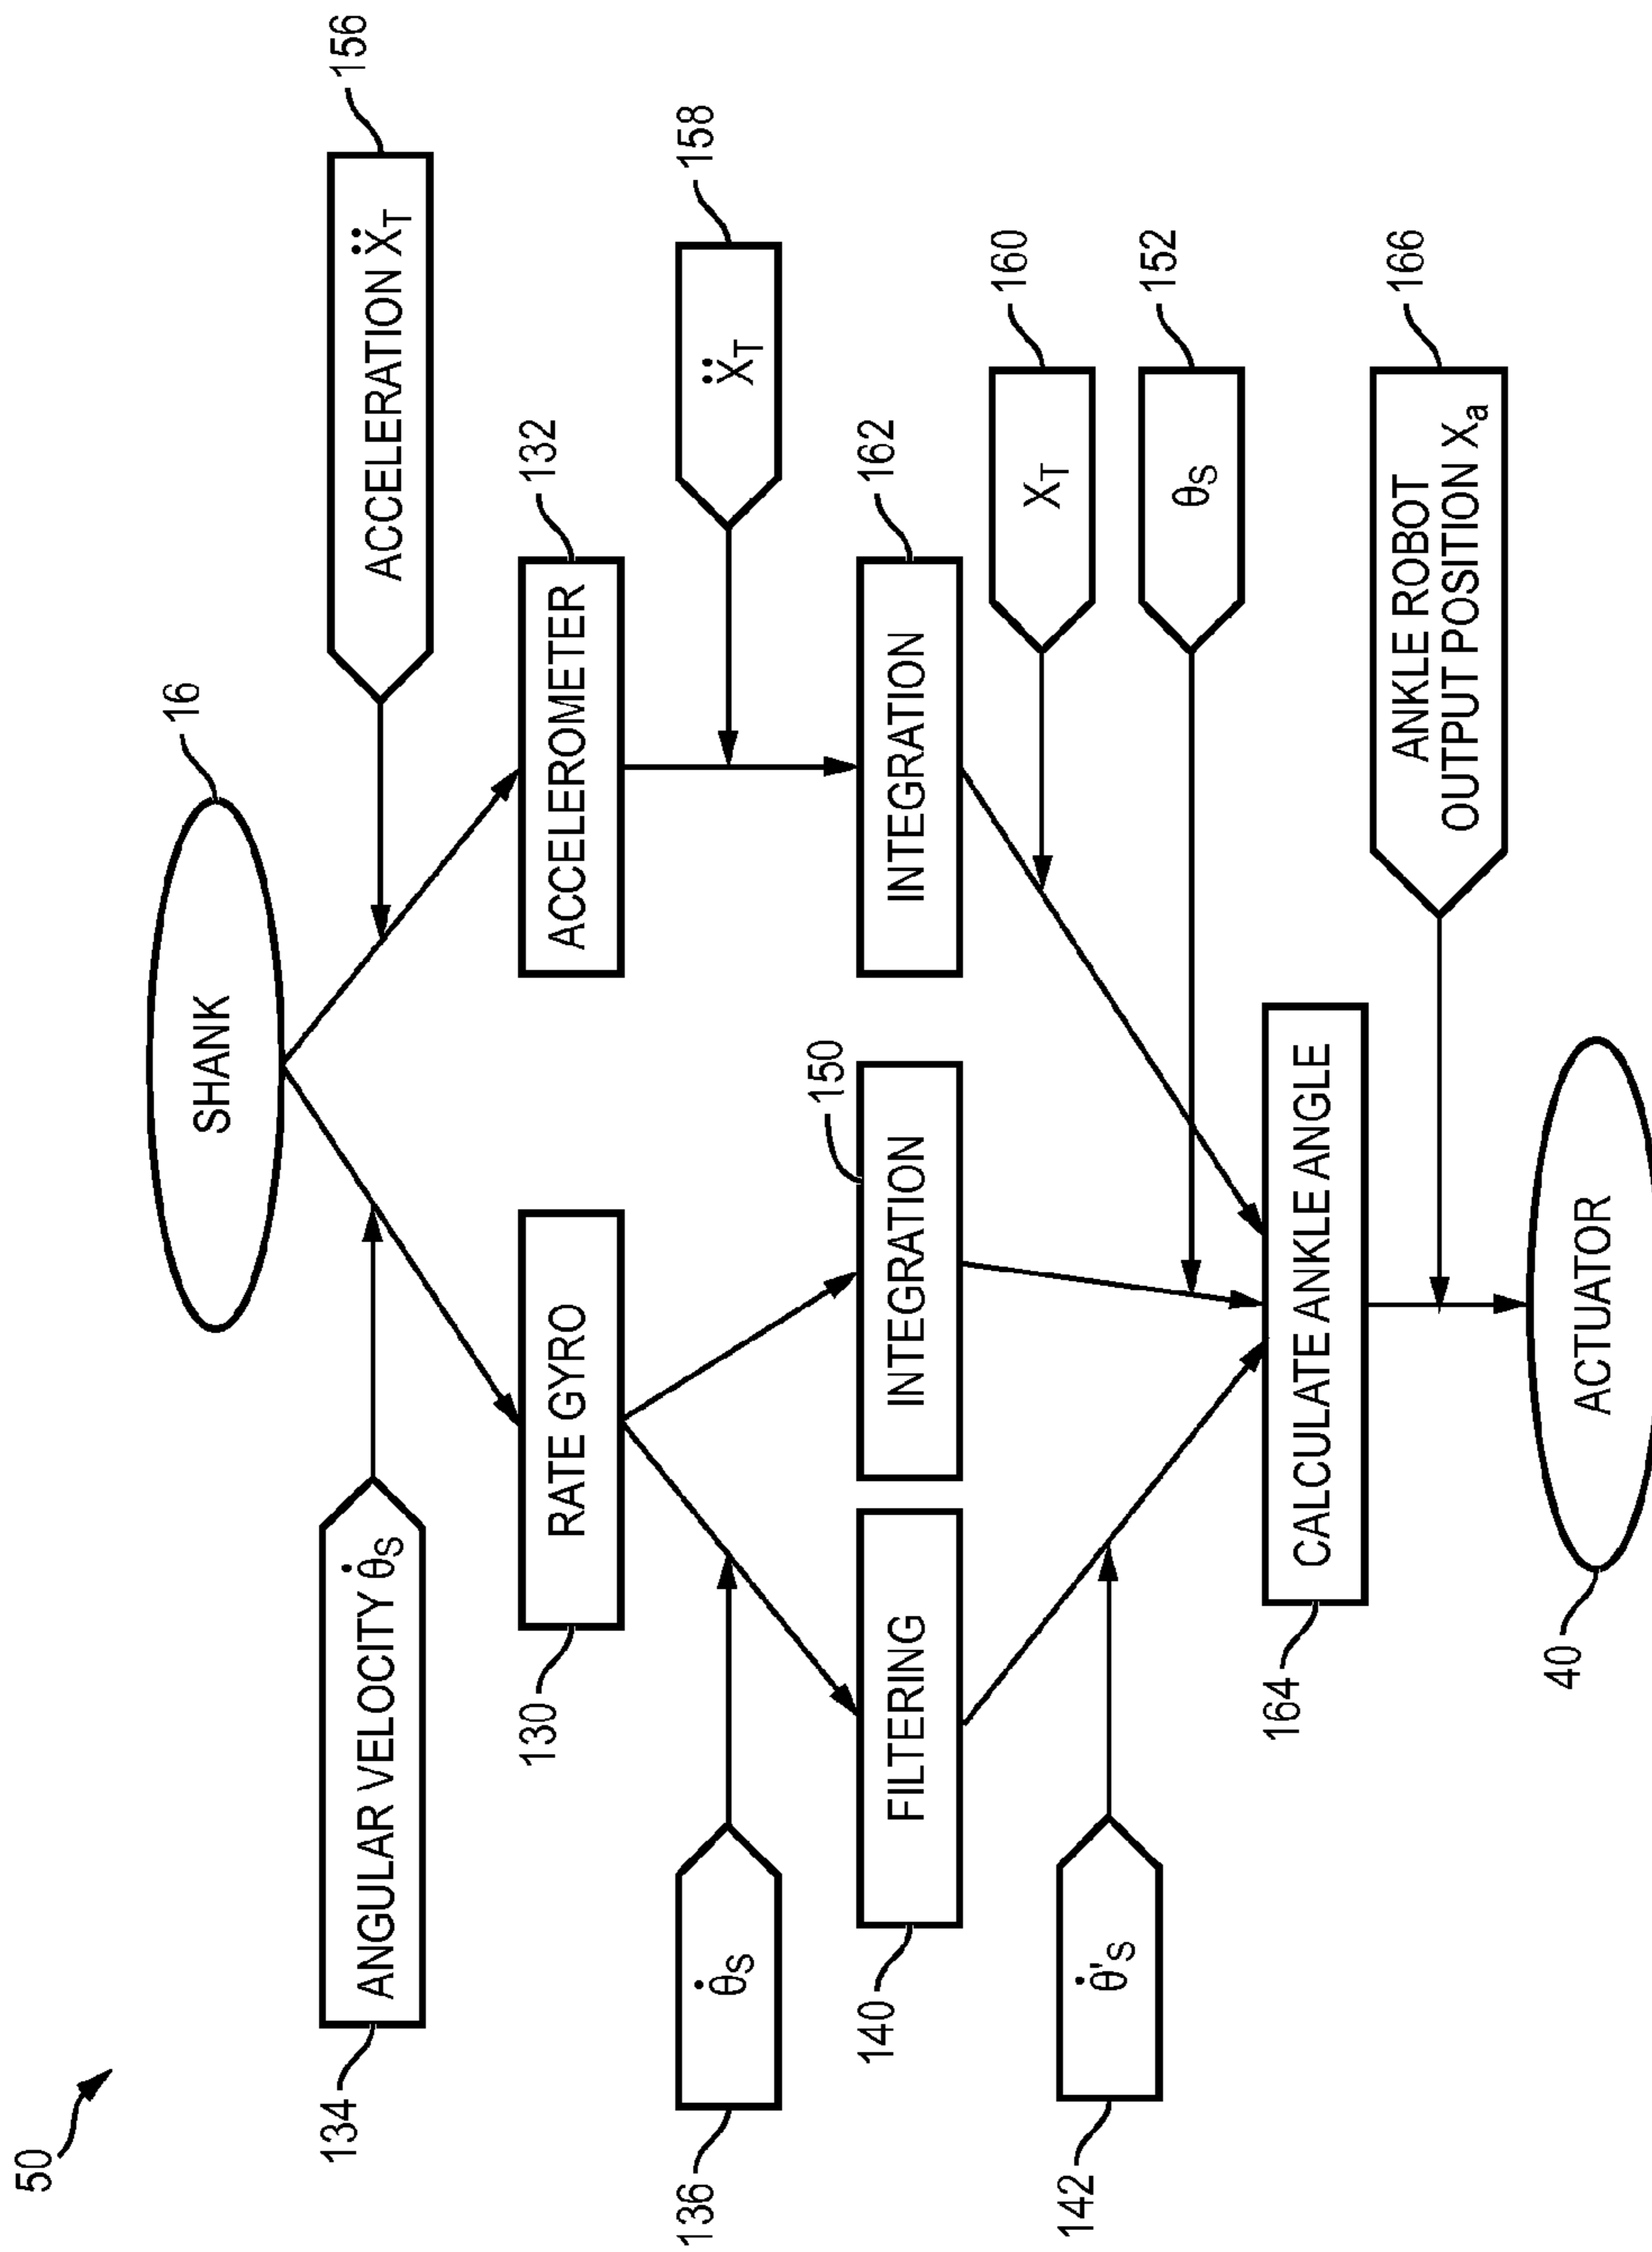 50
SHANK
16
134
ANGULAR VELOCITY θ̇S
ACCELERATION ẌT
156
RATE GYRO
130
ACCELEROMETER
132
136
θ̇S
ẌT
158
FILTERING
140
INTEGRATION
150
INTEGRATION
162
142
θ̇'S
XT
160
θS
152
CALCULATE ANKLE ANGLE
164
ANKLE ROBOT
OUTPUT POSITION Xa
166
ACTUATOR
40